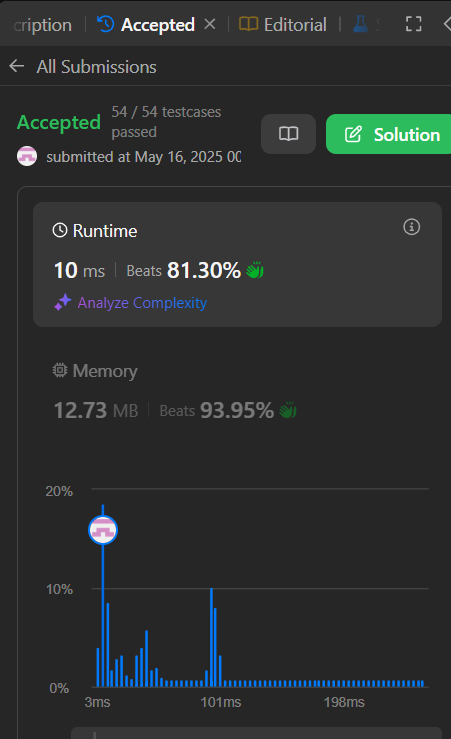 cription Accepted Editorial
All Submissions
Accepted 54 / 54 testcases
passed
submitted at May 16, 2025 00
Solution
Runtime
10 ms Beats 81.30%
Analyze Complexity
Memory
12.73 MB Beats 93.95%
20%
10%
0%
3ms 101ms 198ms